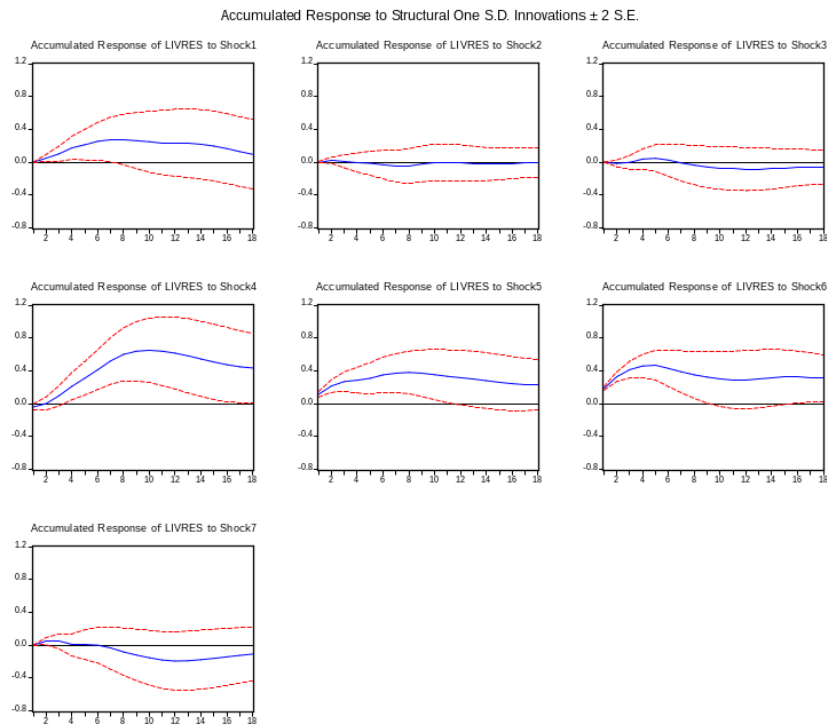 Accumulated Response to Structural One S.D. Innovations ± 2 S.E.
Accumulated Response of LIVRES to Shock1
1.2
0.8
0.4
0.0
-0.4
-0.8
2 4 6 8 10 12 14 16 18
Accumulated Response of LIVRES to Shock2
1.2
0.8
0.4
0.0
-0.4
-0.8
2 4 6 8 10 12 14 16 18
Accumulated Response of LIVRES to Shock3
1.2
0.8
0.4
0.0
-0.4
-0.8
2 4 6 8 10 12 14 16 18
Accumulated Response of LIVRES to Shock4
1.2
0.8
0.4
0.0
-0.4
-0.8
2 4 6 8 10 12 14 16 18
Accumulated Response of LIVRES to Shock5
1.2
0.8
0.4
0.0
-0.4
-0.8
2 4 6 8 10 12 14 16 18
Accumulated Response of LIVRES to Shock6
1.2
0.8
0.4
0.0
-0.4
-0.8
2 4 6 8 10 12 14 16 18
Accumulated Response of LIVRES to Shock7
1.2
0.8
0.4
0.0
-0.4
-0.8
2 4 6 8 10 12 14 16 18